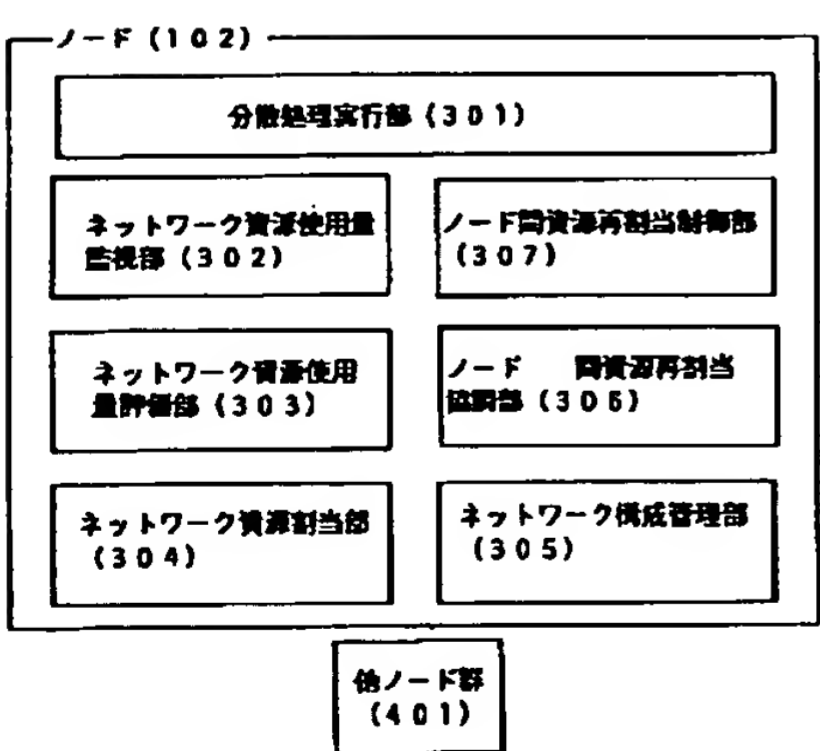 ノード (102)
分散処理実行部 (301)
ネットワーク資源使用量
監視部 (302)
ノード間資源再割当制御部
(307)
ネットワーク資源使用
量評価部 (303)
ノード　　間資源再割当
協調部 (306)
ネットワーク資源割当部
(304)
ネットワーク構成管理部
(305)
他ノード群
(401)